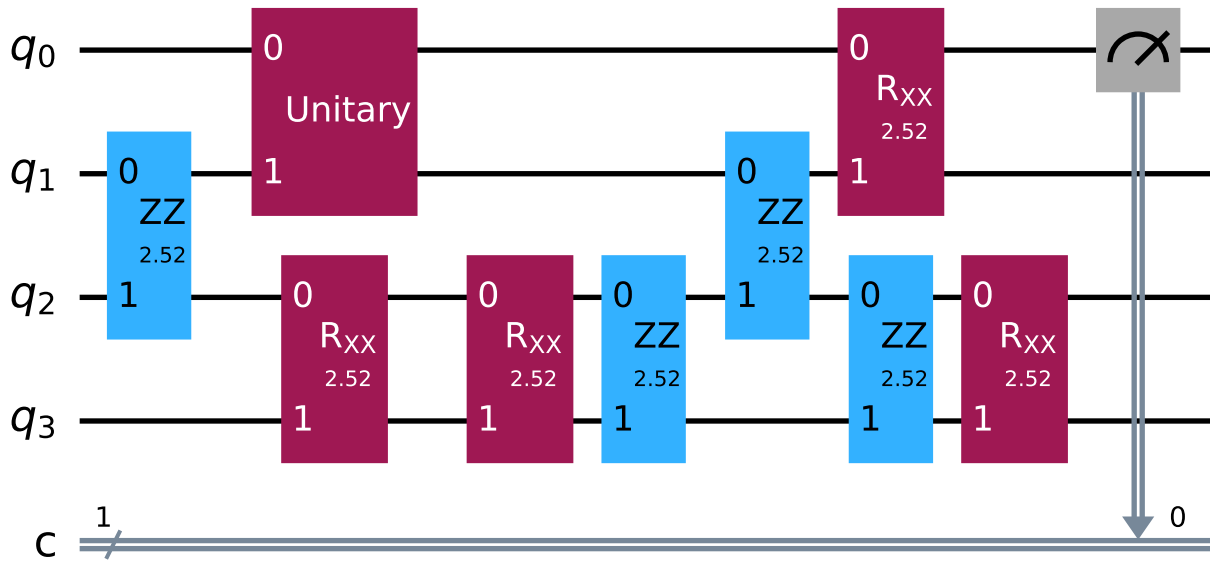 q0 0 0
Unitary RXX 2.52
q1 0 1 0 1
ZZ 2.52 ZZ 2.52
q2 1 0 0 0 1 0 0
RXX 2.52 RXX 2.52 ZZ 2.52 ZZ 2.52 RXX 2.52
q3 1 1 1 1 1
1 0
c